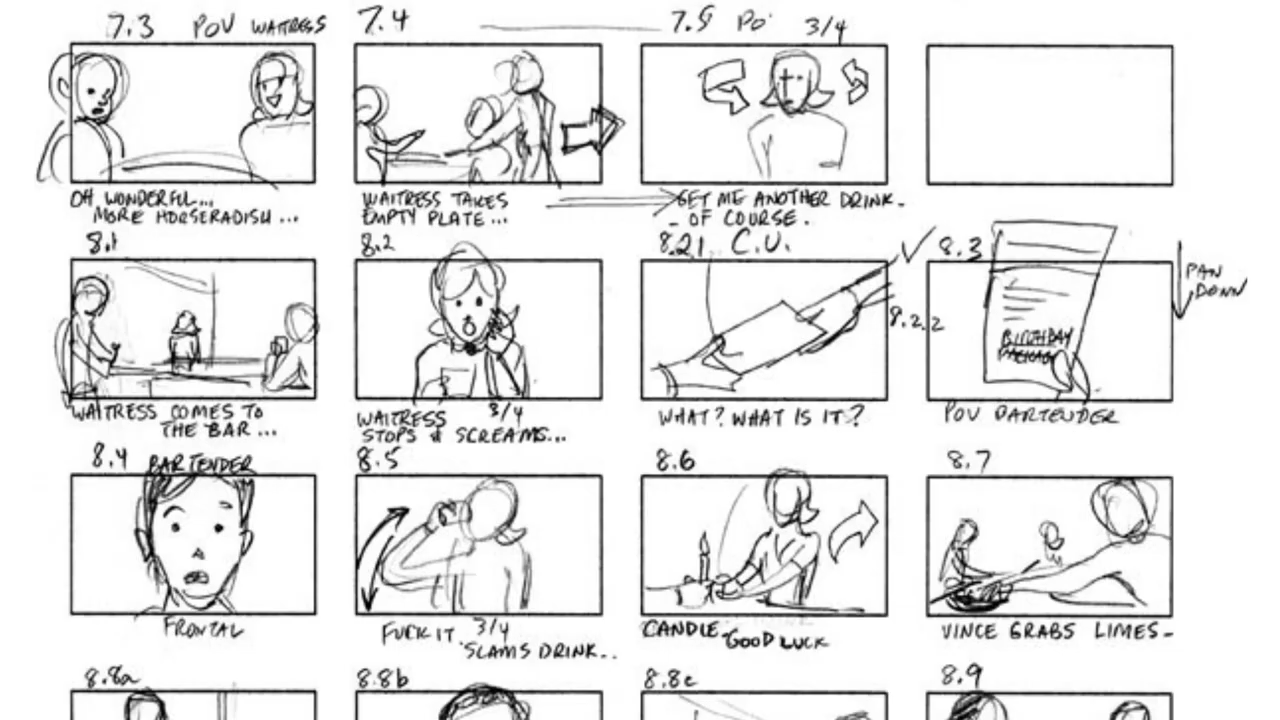 7.3 POV WAITRESS
7.4
7.5 PO 3/4
OH WONDERFUL...
MORE HORSERADISH...
WAITRESS TAKES
EMPTY PLATE...
GET ME ANOTHER DRINK-
- OF COURSE.
8.1
8.2
8.21 C.U.
8.2.2
8.3
PAN
DOWN
BIRTHDAY
PACKAGE
WAITRESS COMES TO
THE BAR...
WAITRESS 3/4
STOPS & SCREAMS...
WHAT? WHAT IS IT?
POV BARTENDER
8.4 BARTENDER
8.5
8.6
8.7
FRONTAL
FUCK IT 3/4
SLAMS DRINK..
CANDLE GOOD LUCK
VINCE GRABS LIMES-
8.8a
8.8b
8.8c
8.9